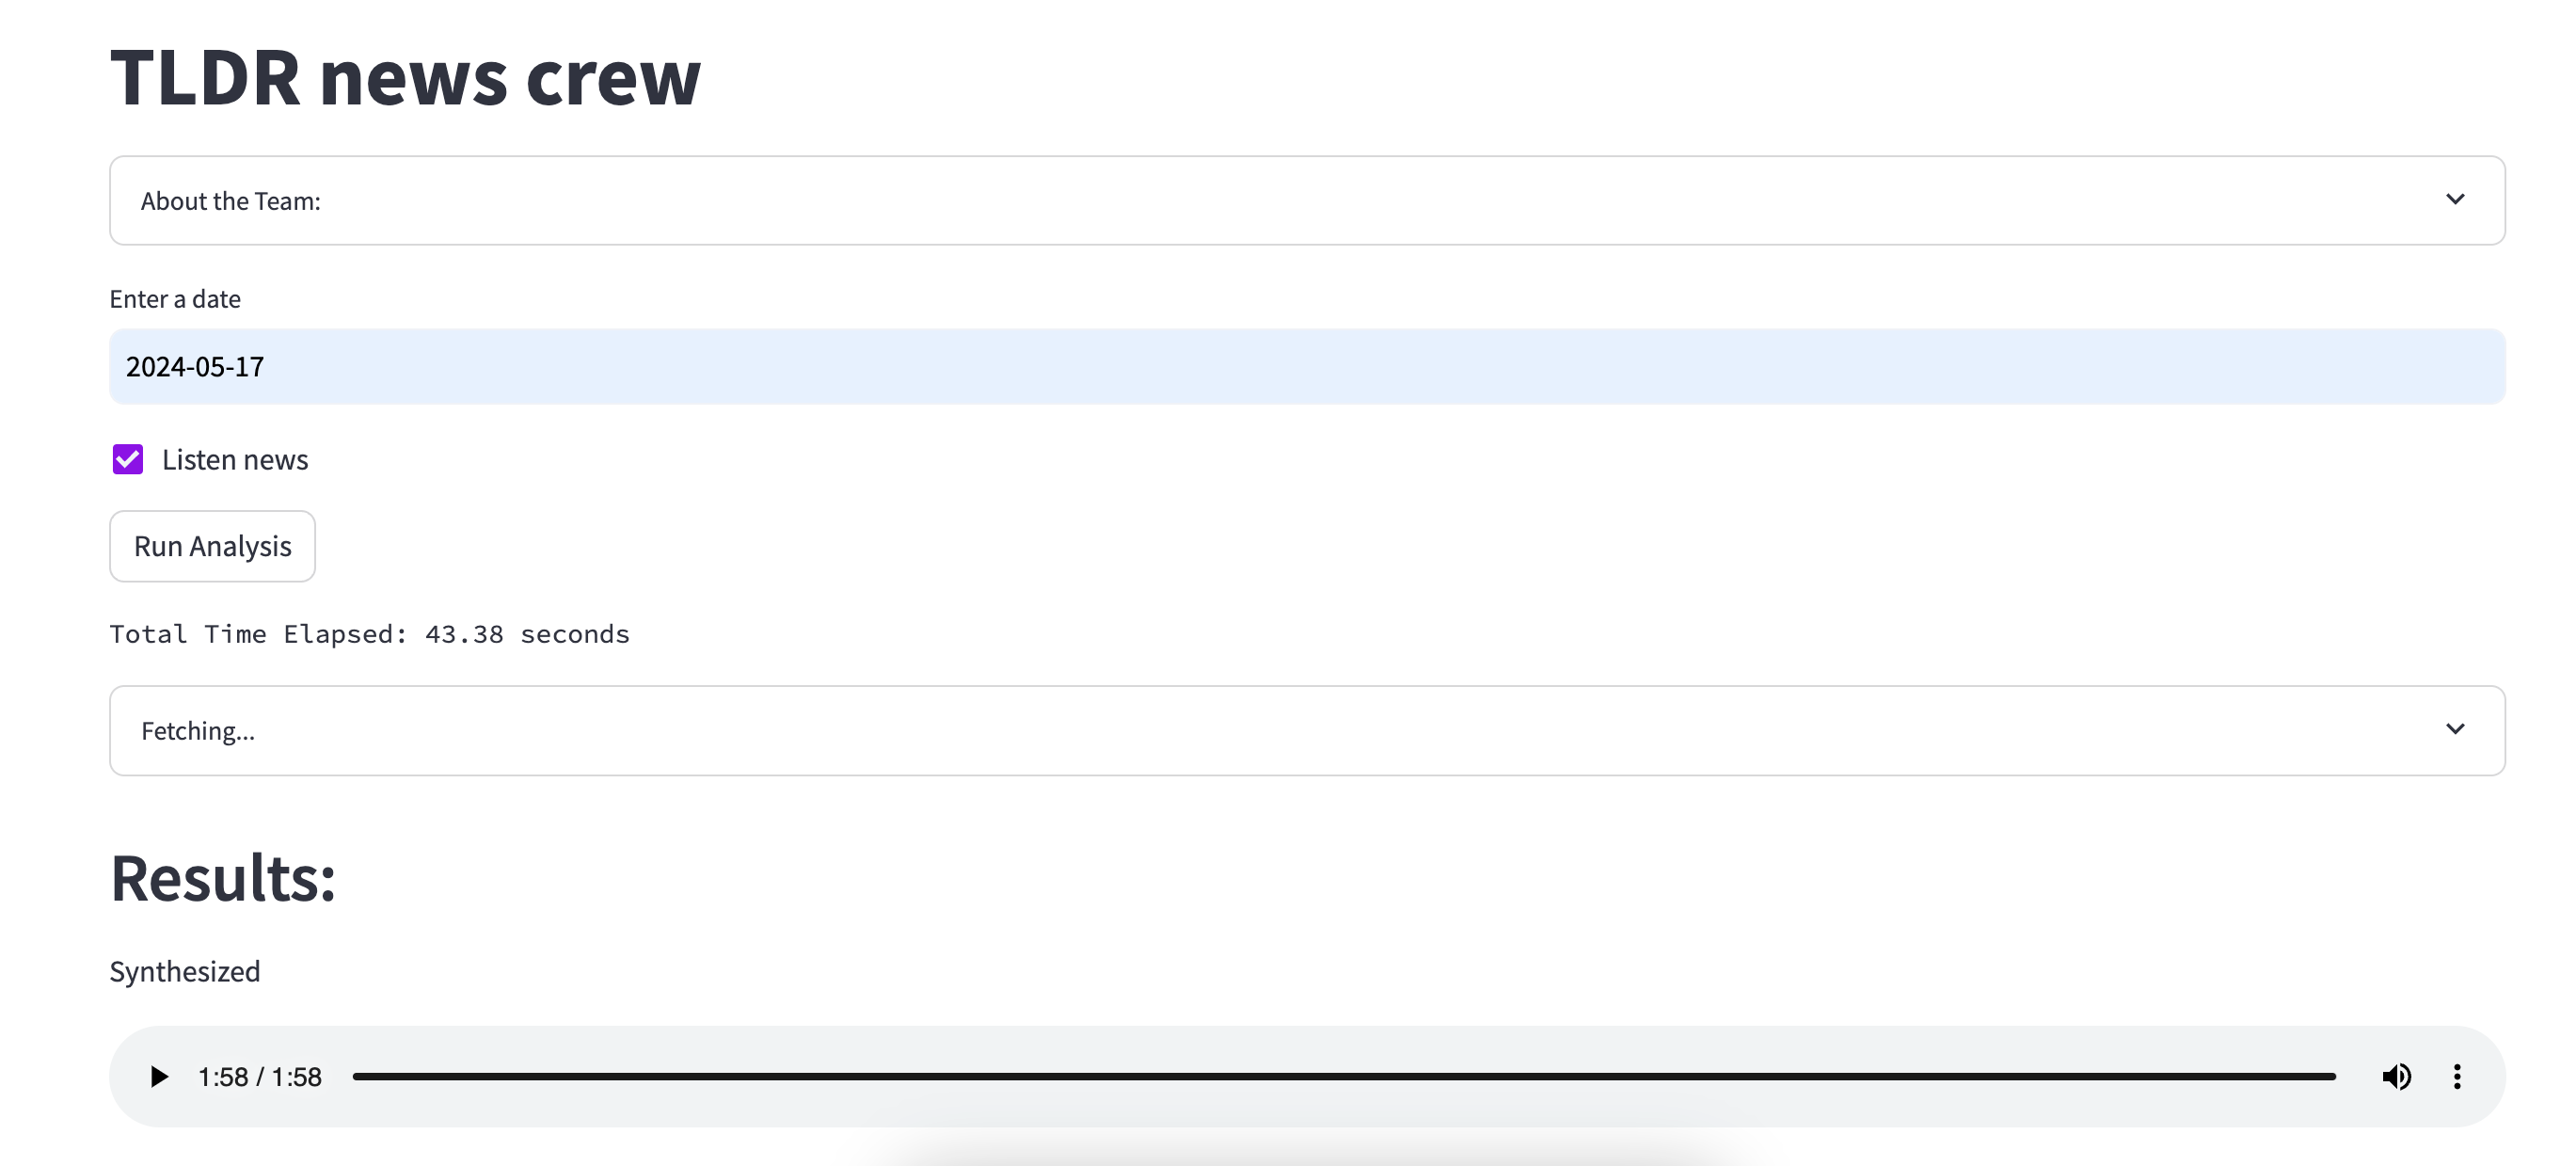 TLDR news crew
About the Team:
Enter a date
2024-05-17
Listen news
Run Analysis
Total Time Elapsed: 43.38 seconds
Fetching...
Results:
Synthesized
1:58 / 1:58